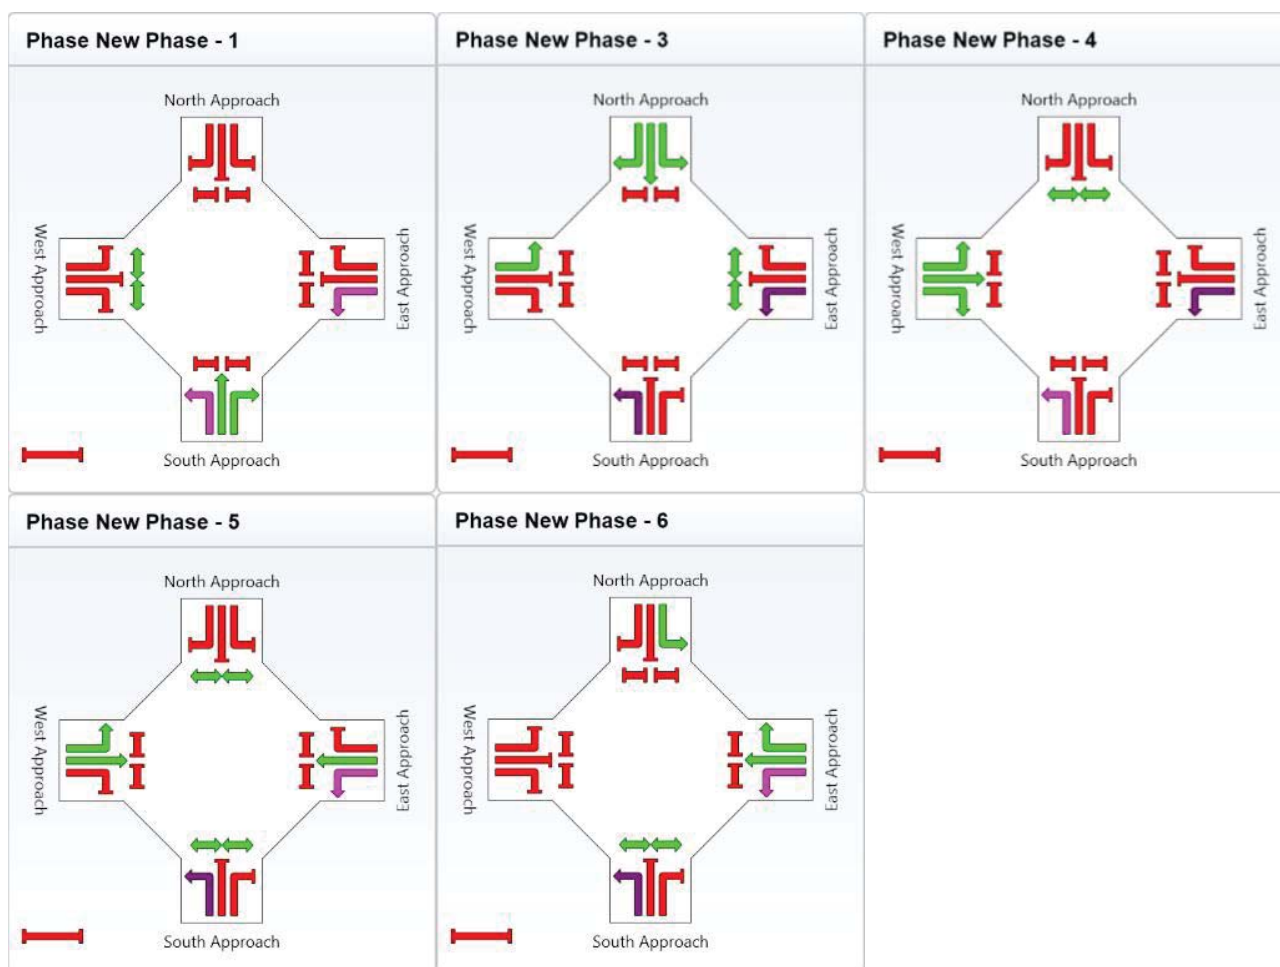 Phase New Phase - 1
North Approach
West Approach
East Approach
South Approach
Phase New Phase - 3
North Approach
West Approach
East Approach
South Approach
Phase New Phase - 4
North Approach
West Approach
East Approach
South Approach
Phase New Phase - 5
North Approach
West Approach
East Approach
South Approach
Phase New Phase - 6
North Approach
West Approach
East Approach
South Approach